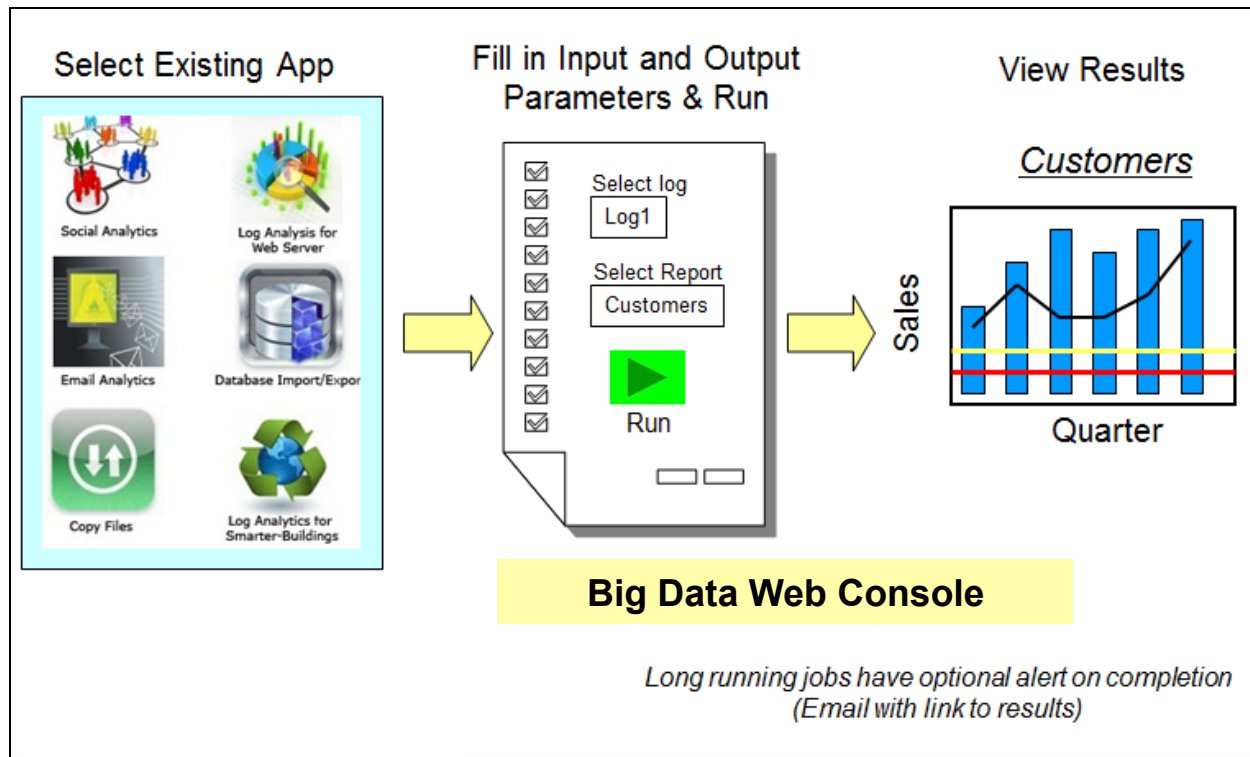 Select Existing App
Social Analytics
Log Analysis for
Web Server
Email Analytics
Database Import/Expor
Copy Files
Log Analytics for
Smarter-Buildings
Fill in Input and Output
Parameters & Run
Select log
Log1
Select Report
Customers
Run
View Results
Customers
Sales
Quarter
Big Data Web Console
Long running jobs have optional alert on completion
(Email with link to results)